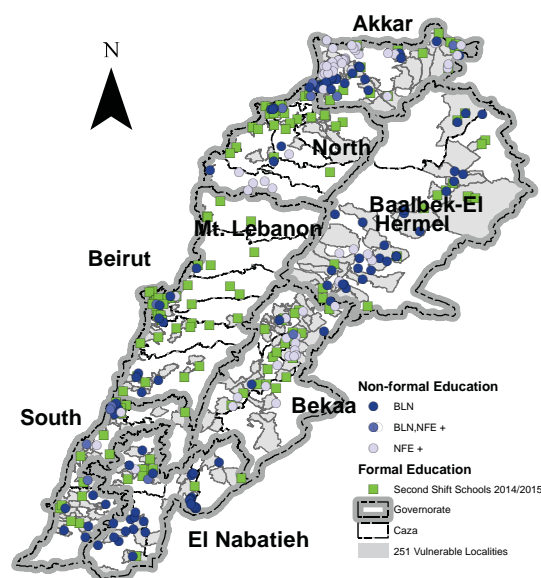 Akkar
N
North
Baalbek-El
Hermel
Mt. Lebanon
Beirut
Non-formal Education
BLN
BLN,NFE +
NFE +
South
Bekaa
Formal Education
Second Shift Schools 2014/2015
Governorate
Caza
251 Vulnerable Localities
El Nabatieh